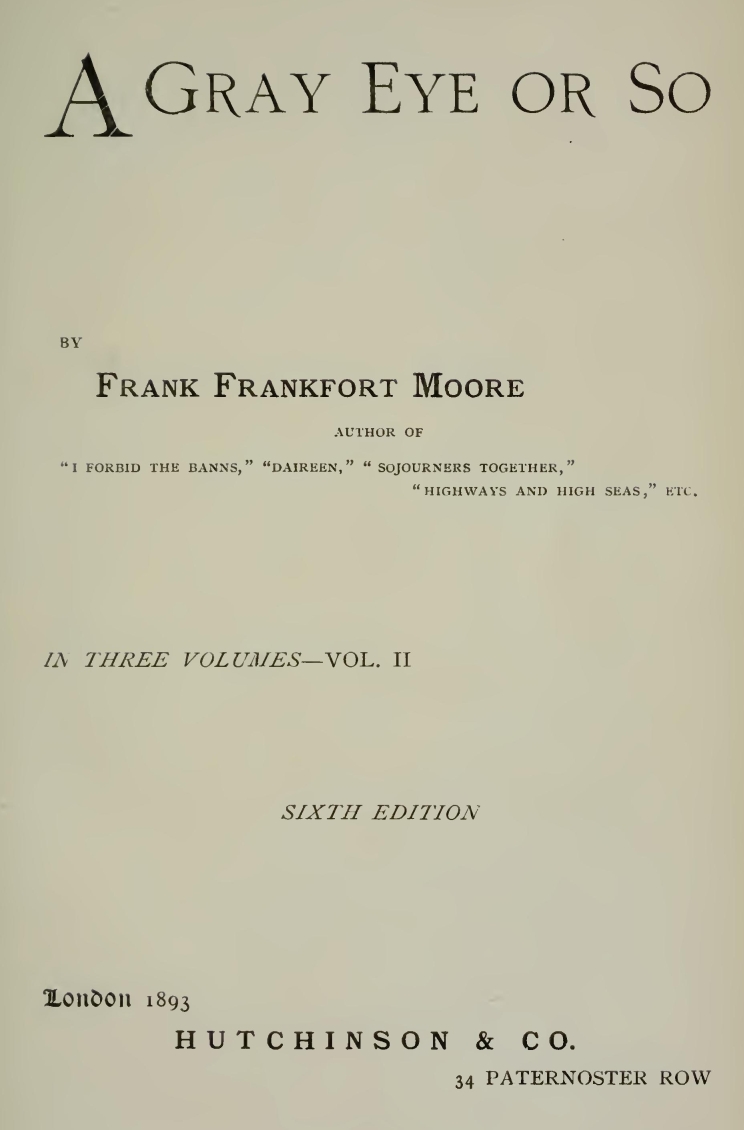 A GRAY EYE OR SO
BY
FRANK FRANKFORT MOORE
AUTHOR OF
"I FORBID THE BANNS," "DAIREEN," "SOJOURNERS TOGETHER,"
"HIGHWAYS AND HIGH SEAS," ETC.
IN THREE VOLUMES—VOL. II
SIXTH EDITION
London 1893
HUTCHINSON & CO.
34 PATERNOSTER ROW